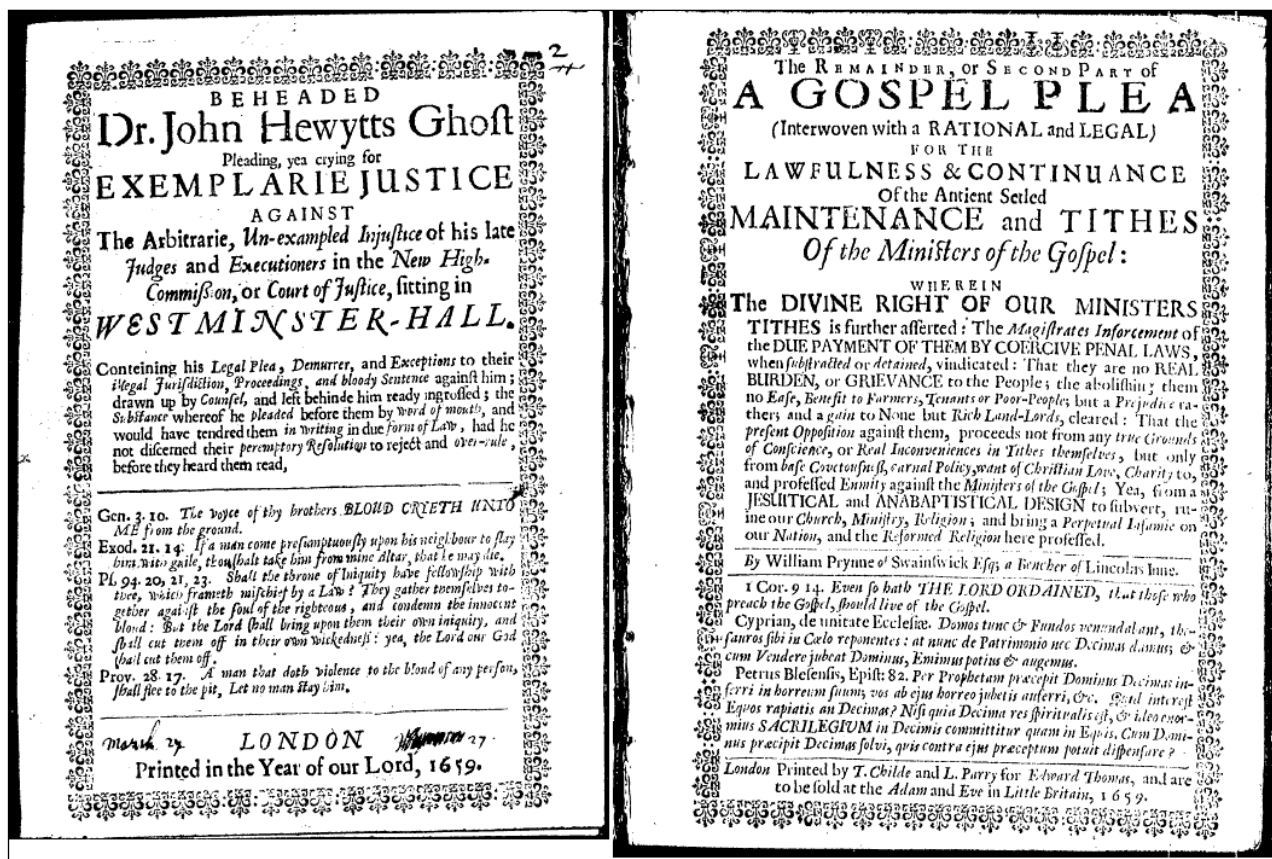 2
BEHEADED
Dr. John Hewytts Ghoſt
Pleading, yea crying for
EXEMPLARIE JUSTICE
AGAINST
The Arbitrarie, Un-exampled Injuſtice of his late
Judges and Executioners in the New High-
Commiſsion, or Court of Juſtice, ſitting in
WESTMINSTER-HALL.
Conteining his Legal Plea, Demurrer, and Exceptions to their
illegal Juriſdiction, Proceedings, and bloody Sentence againſt him;
drawn up by Counſel, and left behinde him ready ingroſſed; the
Subſtance whereof he pleaded before them by word of mouth, and
would have tendred them in writing in due form of Law, had he
not diſcerned their peremptory Reſolution to reject and over-rule,
before they heard them read,
Gen. 3. 10. The voyce of thy brothers BLOUD CRYETH UNTO
ME from the ground.
Exod. 21. 14. If a man come preſumptuouſly upon his neighbour to ſlay
him with guile, thou ſhalt take him from mine Altar, that he may die.
Pſ. 94. 20, 21, 23. Shall the throne of Iniquity have fellowſhip with
thee, which frameth miſchief by a Law? They gather themſelves to-
gether againſt the ſoul of the righteous, and condemn the innocent
bloud: But the Lord ſhall bring upon them their own iniquity, and
ſhall cut them off in their own wickedneſs: yea, the Lord our God
ſhall cut them off.
Prov. 28. 17. A man that doth violence to the bloud of any perſon,
ſhall flee to the pit, Let no man ſtay him.
March 27 LONDON 27.
Printed in the Year of our Lord, 1659.
The REMAINDER, or SECOND PART of
A GOSPEL PLEA
(Interwoven with a RATIONAL and LEGAL)
FOR THE
LAWFULNESS & CONTINUANCE
Of the Antient Setled
MAINTENANCE and TITHES
Of the Miniſters of the Goſpel:
WHEREIN
The DIVINE RIGHT OF OUR MINISTERS
TITHES is further aſſerted: The Magiſtrates Inforcement of
the DUE PAYMENT OF THEM BY COERCIVE PENAL LAWS,
when ſubſtracted or detained, vindicated: That they are no REAL
BURDEN, or GRIEVANCE to the People; the aboliſhing them
no Eaſe, Benefit to Farmers, Tenants or Poor-People; but a Prejudice ra-
ther; and a gain to None but Rich Land-Lords, cleared: That the
preſent Oppoſition againſt them, proceeds not from any true Grounds
of Conſcience, or Real Inconveniences in Tithes themſelves, but only
from baſe Covetouſneſs, carnal Policy, want of Chriſtian Love, Charity to,
and profeſſed Enmity againſt the Miniſters of the Goſpel; Yea, from a
JESUITICAL and ANABAPTISTICAL DESIGN to ſubvert, ru-
ine our Church, Miniſtry, Religion; and bring a Perpetual Infamie on
our Nation, and the Reformed Religion here profeſſed.
By William Prynne of Swainſwick Eſq; a Bencher of Lincolns Inne.
1 Cor. 9 14. Even ſo hath THE LORD ORDAINED, that thoſe who
preach the Goſpel, ſhould live of the Goſpel.
Cyprian, de unitate Eccleſiæ. Domos tunc & Fundos venundabant, the-
ſauros ſibi in Cœlo reponentes: at nunc de Patrimonio nec Decimas damus; &
cum Vendere jubeat Dominus, Emimus potius & augemus.
Petrus Bleſenſis, Epiſt: 82. Per Prophetam præcepit Dominus Decimas in-
ferri in horreum ſuum; vos ab ejus horreo jubetis auferri, &c. Quid intereſt
Equos rapiatis an Decimas? Niſi quia Decima res ſpiritualis eſt, & ideo enor-
mius SACRILEGIUM in Decimis committitur quam in Equis. Cum Domi-
nus præcipit Decimas ſolvi, quis contra ejus præceptum potuit diſpenſare?
London Printed by T. Childe and L. Parry for Edward Thomas, and are
to be ſold at the Adam and Eve in Little Britain, 1659.